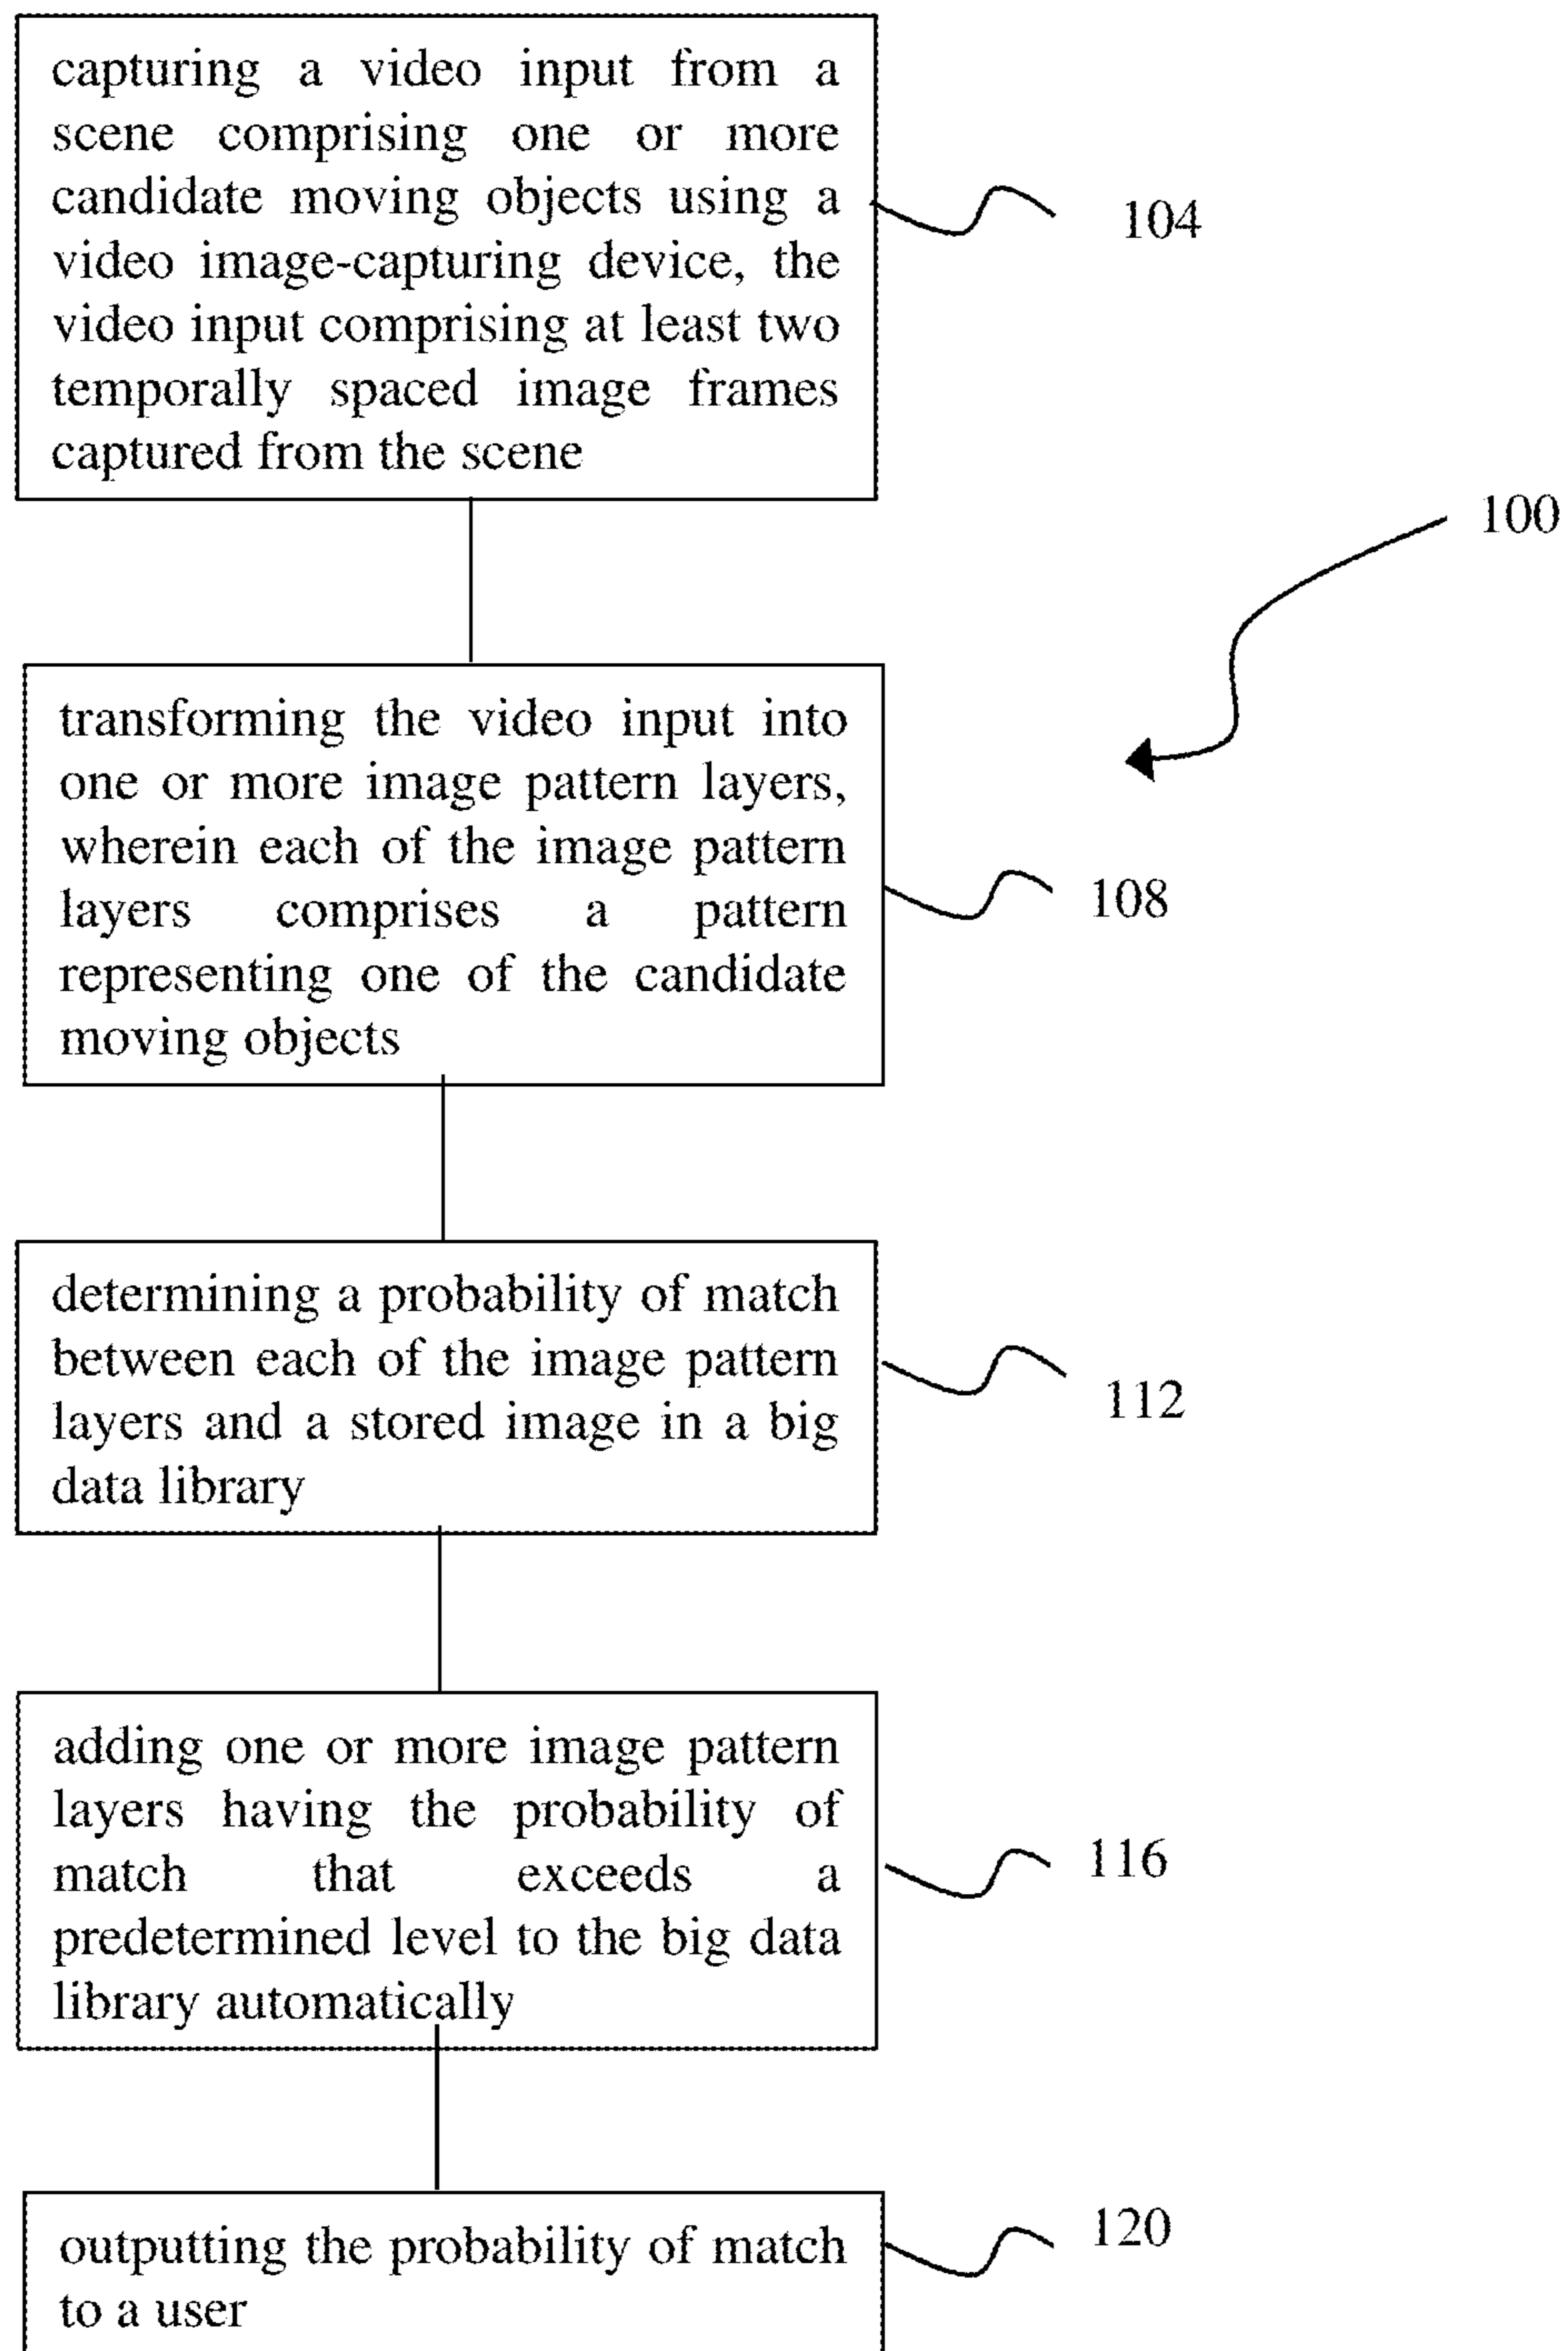 capturing a video input from a
scene comprising one or more
candidate moving objects using a
video image-capturing device, the
video input comprising at least two
temporally spaced image frames
captured from the scene
104
100
transforming the video input into
one or more image pattern layers,
wherein each of the image pattern
layers comprises a pattern
representing one of the candidate
moving objects
108
determining a probability of match
between each of the image pattern
layers and a stored image in a big
data library
112
adding one or more image pattern
layers having the probability of
match that exceeds a
predetermined level to the big data
library automatically
116
outputting the probability of match
to a user
120